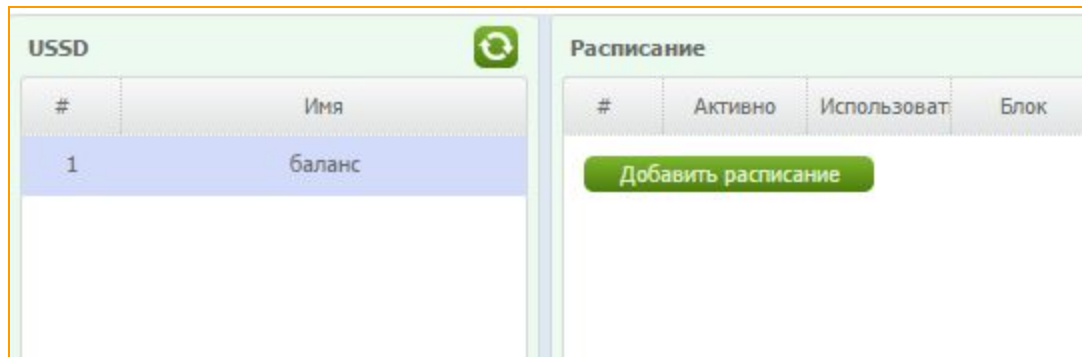 USSD
# Имя
1 баланс
Расписание
# Активно Использоват Блок
Добавить расписание